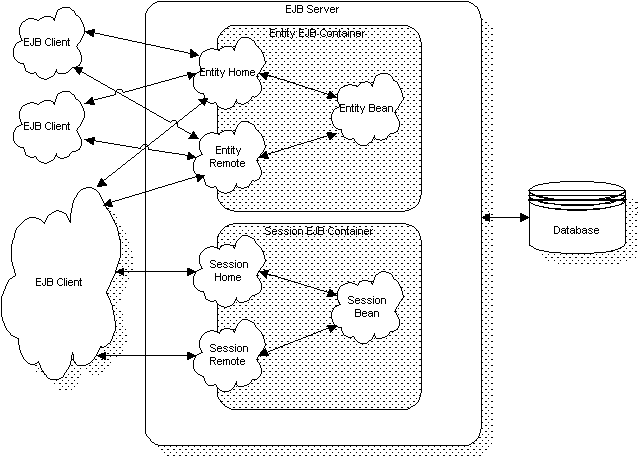 EJB Server
Entity EJB Container
EJB Client
Entity Home
Entity Bean
EJB Client
Entity
Remote
Database
Session EJB Container
Session
Home
EJB Client
Session
Bean
Session
Remote